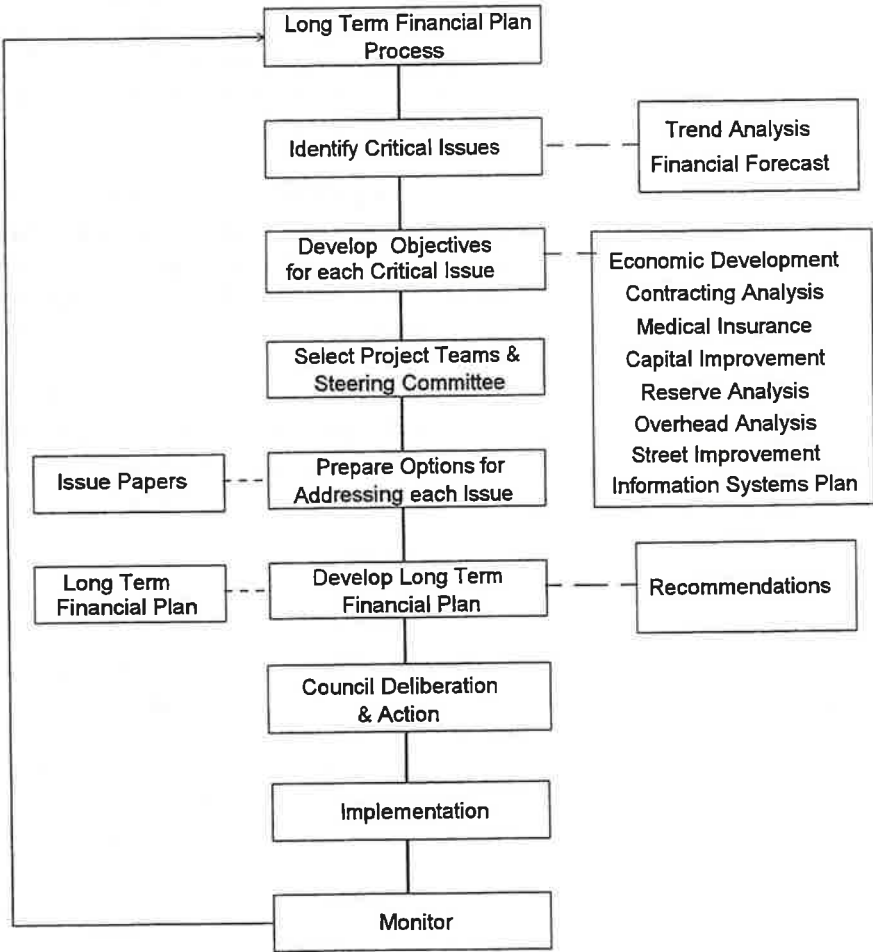 Long Term Financial Plan
Process
Identify Critical Issues
Trend Analysis
Financial Forecast
Develop Objectives
for each Critical Issue
Economic Development
Contracting Analysis
Medical Insurance
Capital Improvement
Reserve Analysis
Overhead Analysis
Street Improvement
Information Systems Plan
Select Project Teams &
Steering Committee
Issue Papers
Prepare Options for
Addressing each Issue
Long Term
Financial Plan
Develop Long Term
Financial Plan
Recommendations
Council Deliberation
& Action
Implementation
Monitor